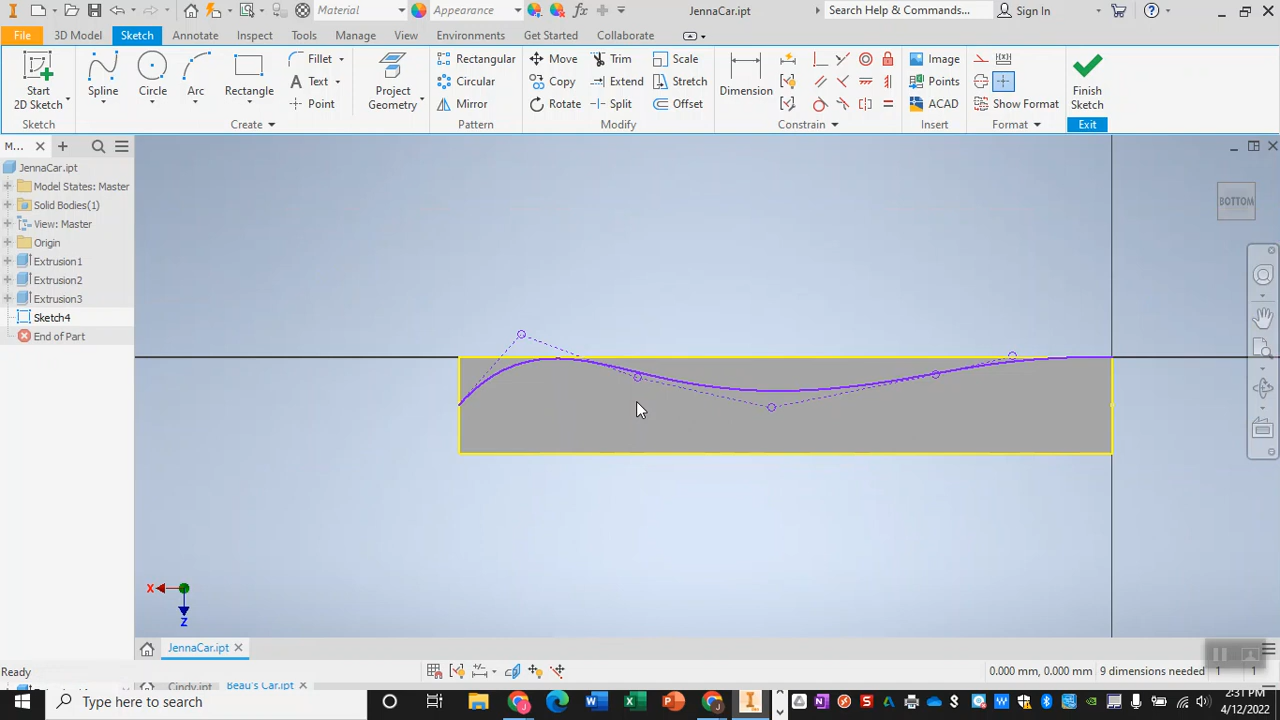 Material
Appearance
fx
JennaCar.ipt
Search Help & Commands...
Sign In
?
File
3D Model
Sketch
Annotate
Inspect
Tools
Manage
View
Environments
Get Started
Collaborate
Start
2D Sketch
Spline
Circle
Arc
Rectangle
Fillet
Text
Point
Project
Geometry
Rectangular
Circular
Mirror
Move
Copy
Rotate
Trim
Extend
Split
Scale
Stretch
Offset
Dimension
Image
Points
ACAD
Show Format
Finish
Sketch
Sketch
Create
Pattern
Modify
Constrain
Insert
Format
Exit
M...
JennaCar.ipt
Model States: Master
Solid Bodies(1)
View: Master
Origin
Extrusion1
Extrusion2
Extrusion3
Sketch4
End of Part
BOTTOM
X
Z
JennaCar.ipt
Ready
0.000 mm, 0.000 mm
9 dimensions needed
1
1
Cindy.ipt
Beau's Car.ipt
Type here to search
2:31 PM
4/12/2022